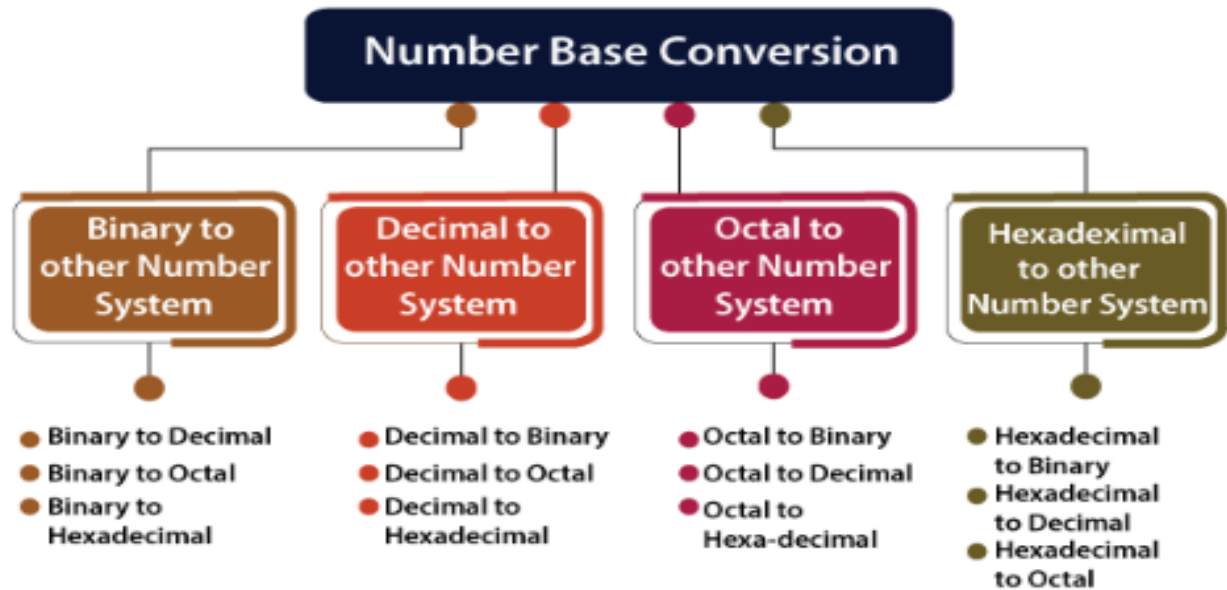 Number Base Conversion
Binary to
other Number
System
Decimal to
other Number
System
Octal to
other Number
System
Hexadeximal
to other
Number System
Binary to Decimal
Binary to Octal
Binary to
Hexadecimal
Decimal to Binary
Decimal to Octal
Decimal to
Hexadecimal
Octal to Binary
Octal to Decimal
Octal to
Hexa-decimal
Hexadecimal
to Binary
Hexadecimal
to Decimal
Hexadecimal
to Octal